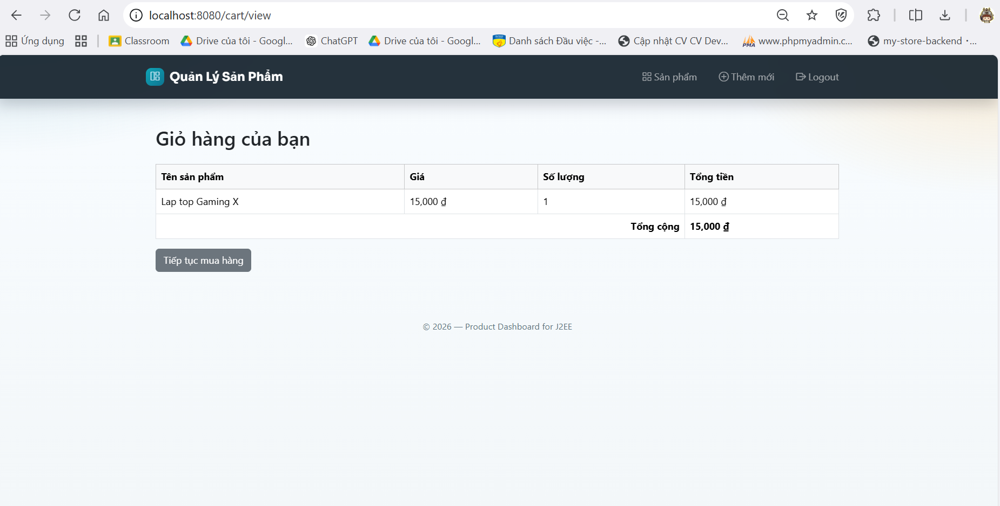 localhost:8080/cart/view
Ứng dụng Classroom Drive của tôi - Googl... ChatGPT Drive của tôi - Googl... Danh sách Đầu việc -... Cập nhật CV CV Dev... PMA www.phpmyadmin.c... my-store-backend · ...
Quản Lý Sản Phẩm Sản phẩm Thêm mới Logout
Giỏ hàng của bạn
Tên sản phẩm Giá Số lượng Tổng tiền
Lap top Gaming X 15,000 ₫ 1 15,000 ₫
Tổng cộng 15,000 ₫
Tiếp tục mua hàng
© 2026 — Product Dashboard for J2EE